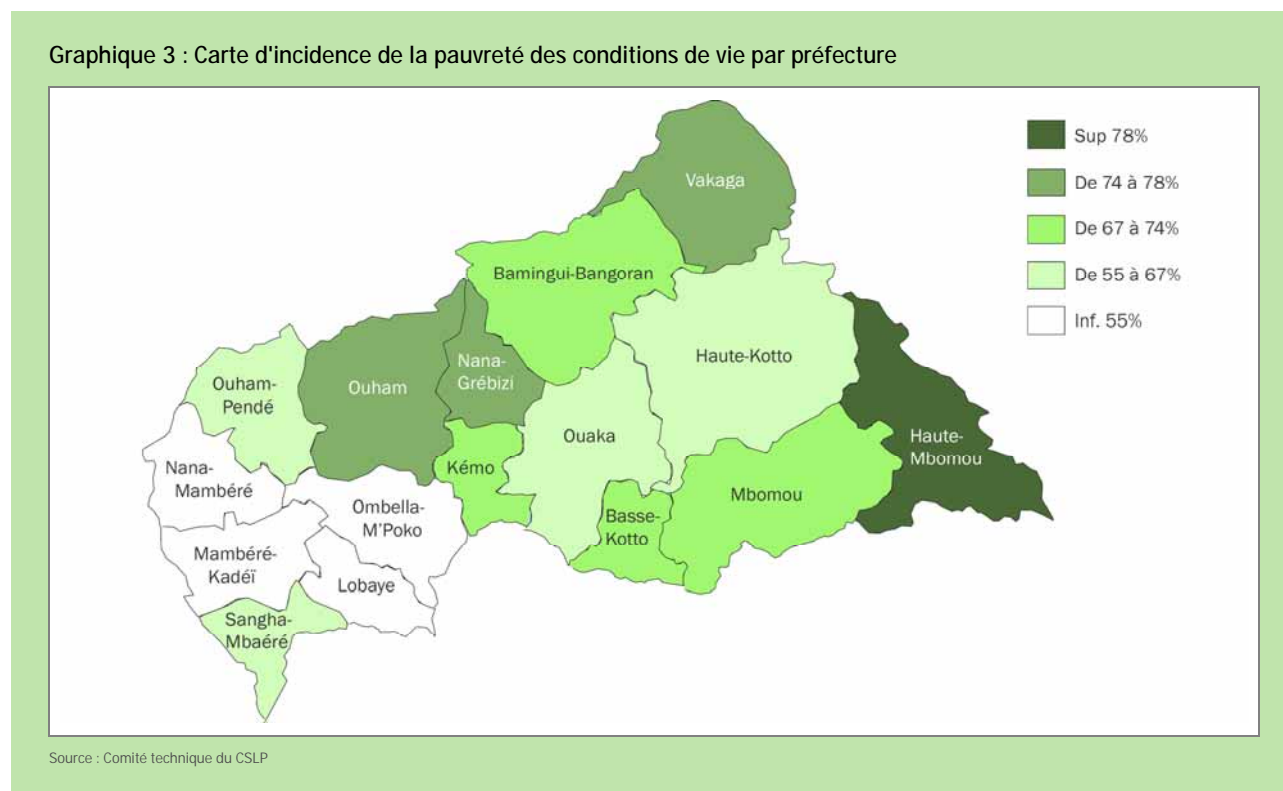 Graphique 3 : Carte d'incidence de la pauvreté des conditions de vie par préfecture
Sup 78%
De 74 à 78%
De 67 à 74%
De 55 à 67%
Inf. 55%
Vakaga
Bamingui-Bangoran
Haute-Kotto
Nana-
Grébizi
Ouham
Ouham-
Pendé
Ouaka
Haute-
Mbomou
Kémo
Nana-
Mambéré
Mbomou
Ombella-
M'Poko
Basse-
Kotto
Mambéré-
Kadéï
Lobaye
Sangha-
Mbaéré
Source : Comité technique du CSLP